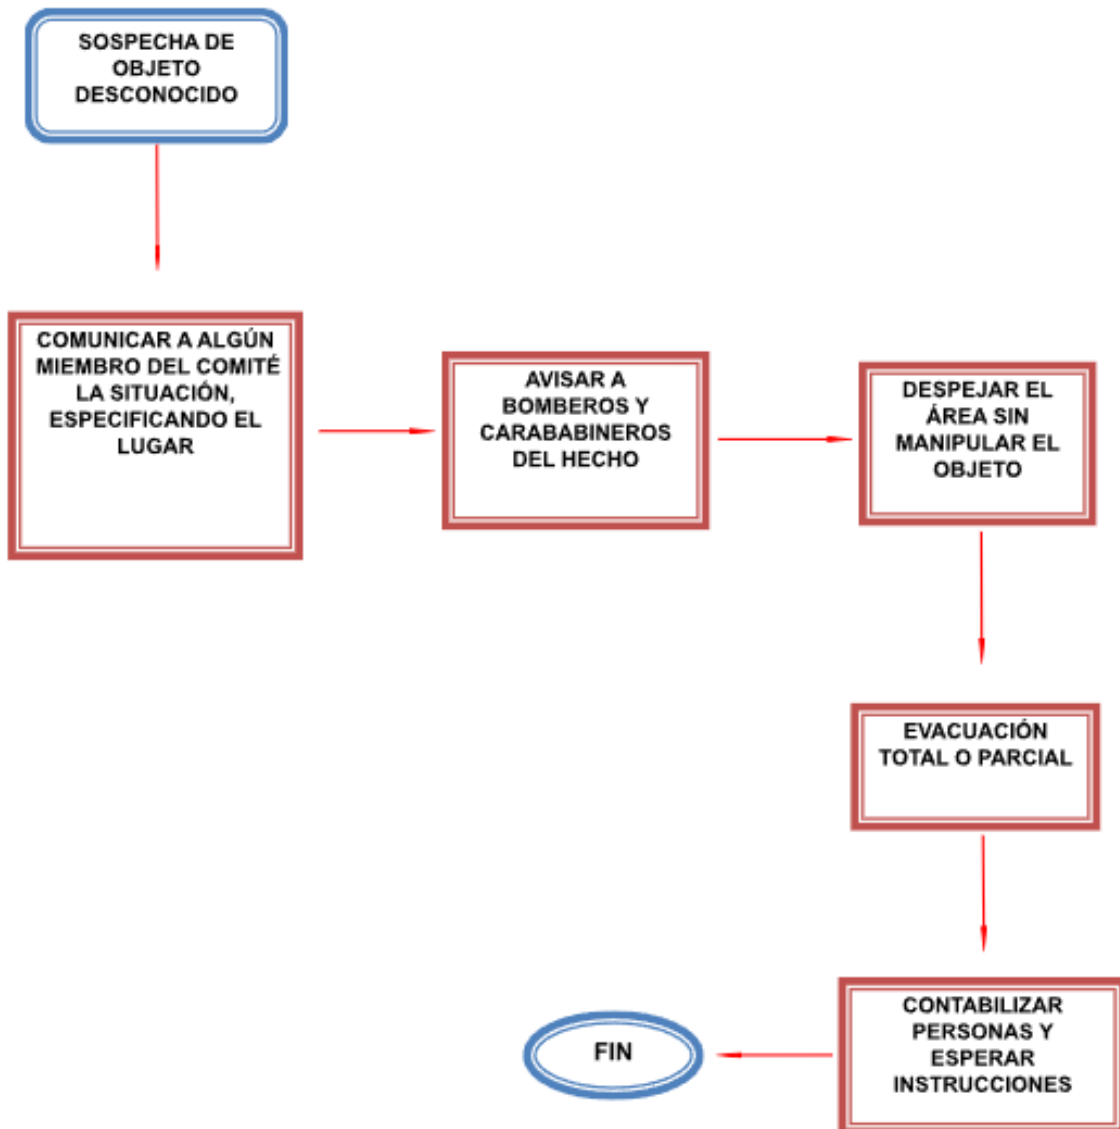 SOSPECHA DE
OBJETO
DESCONOCIDO
COMUNICAR A ALGÚN
MIEMBRO DEL COMITÉ
LA SITUACIÓN,
ESPECIFICANDO EL
LUGAR
AVISAR A
BOMBEROS Y
CARABABINEROS
DEL HECHO
DESPEJAR EL
ÁREA SIN
MANIPULAR EL
OBJETO
EVACUACIÓN
TOTAL O PARCIAL
CONTABILIZAR
PERSONAS Y
ESPERAR
INSTRUCCIONES
FIN